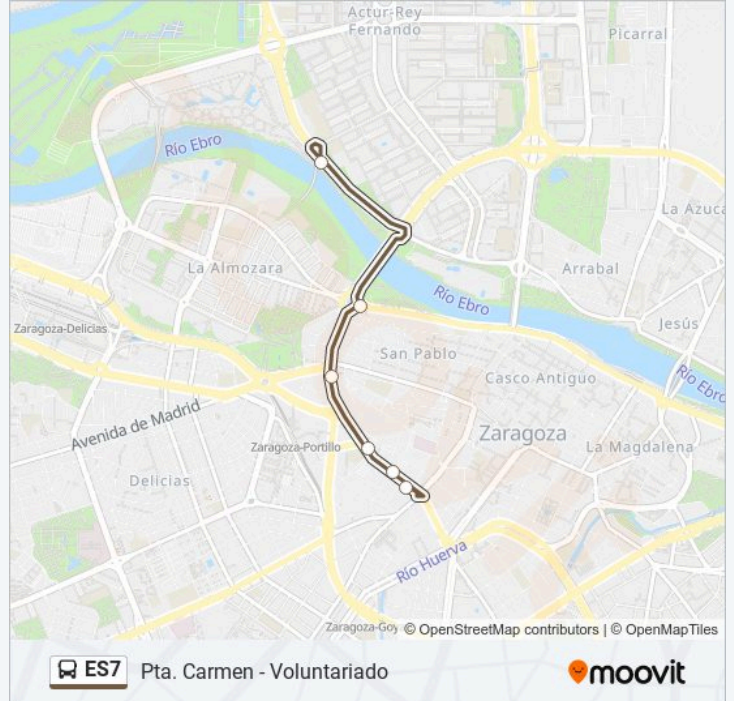 Actur-Rey
Fernando
Picarral
Río Ebro
La Azuca
La Almozara
Arrabal
Río Ebro
Jesús
Zaragoza-Delicias
San Pablo
Casco Antiguo
Río Ebro
Avenida de Madrid
Zaragoza
Zaragoza-Portillo
La Magdalena
Delicias
Río Huerva
Zaragoza-Goy
© OpenStreetMap contributors | © OpenMapTiles
ES7 Pta. Carmen - Voluntariado
moovit